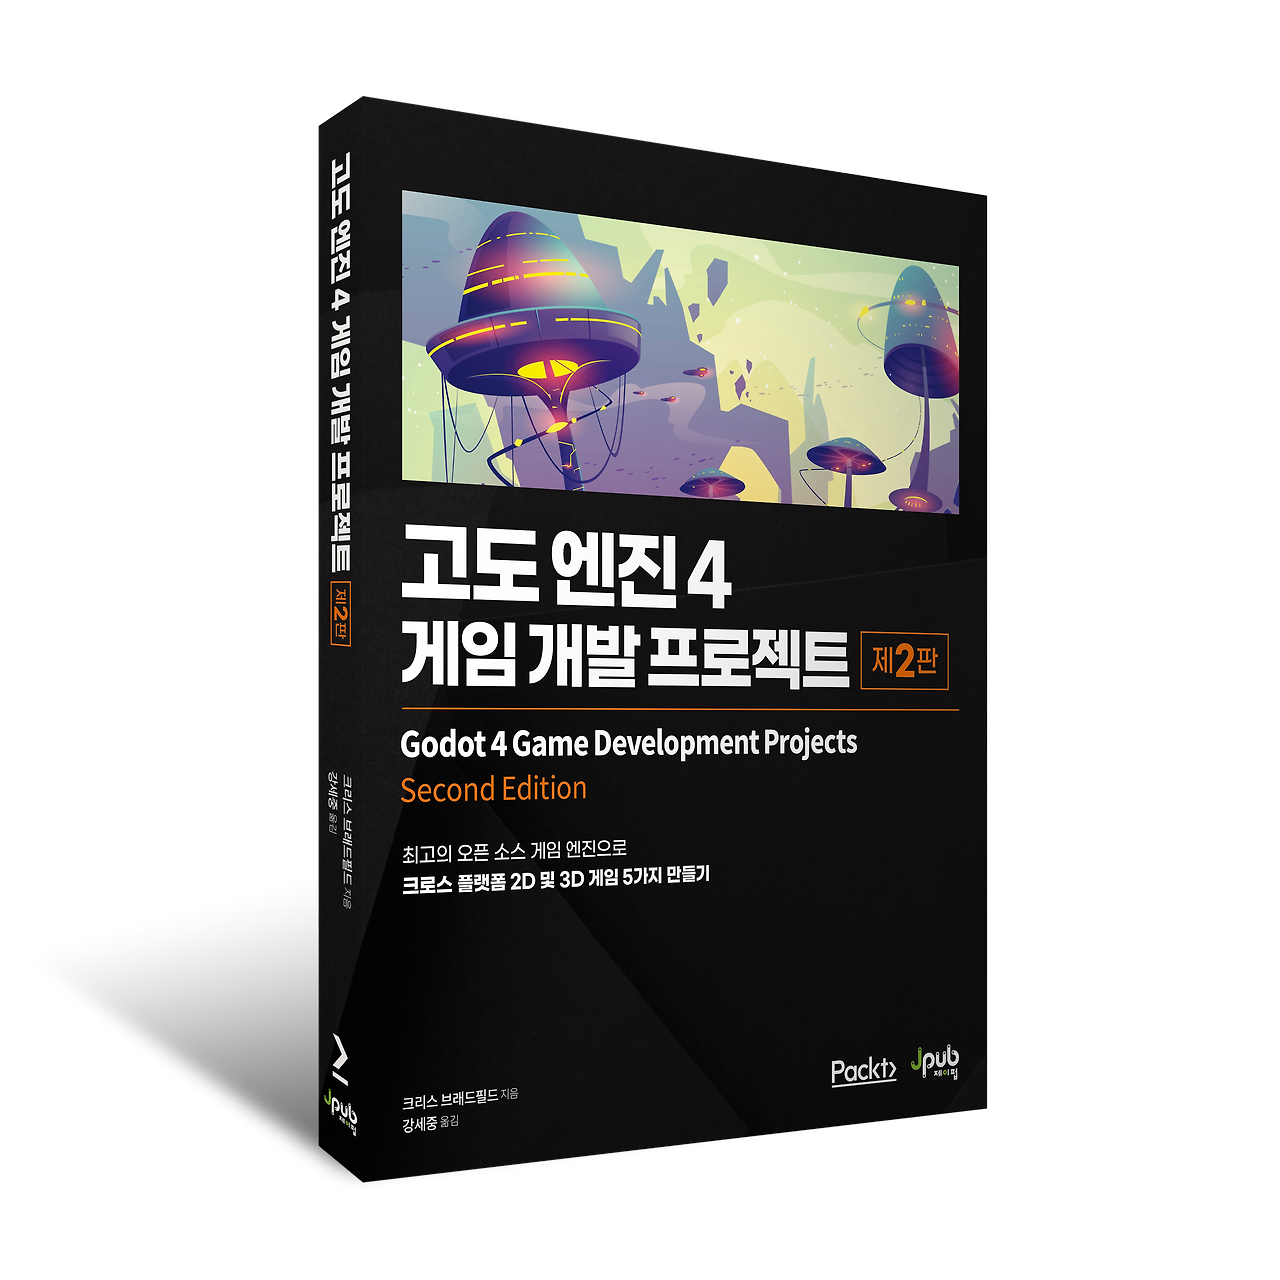 고도 엔진 4 게임 개발 프로젝트 제2판
크리스 브래드필드 지음
강세중 옮김
Jpub
제이펍
고도 엔진 4
게임 개발 프로젝트 제2판
Godot 4 Game Development Projects
Second Edition
최고의 오픈 소스 게임 엔진으로
크로스 플랫폼 2D 및 3D 게임 5가지 만들기
크리스 브래드필드 지음
강세중 옮김
Packt
Jpub
제이펍